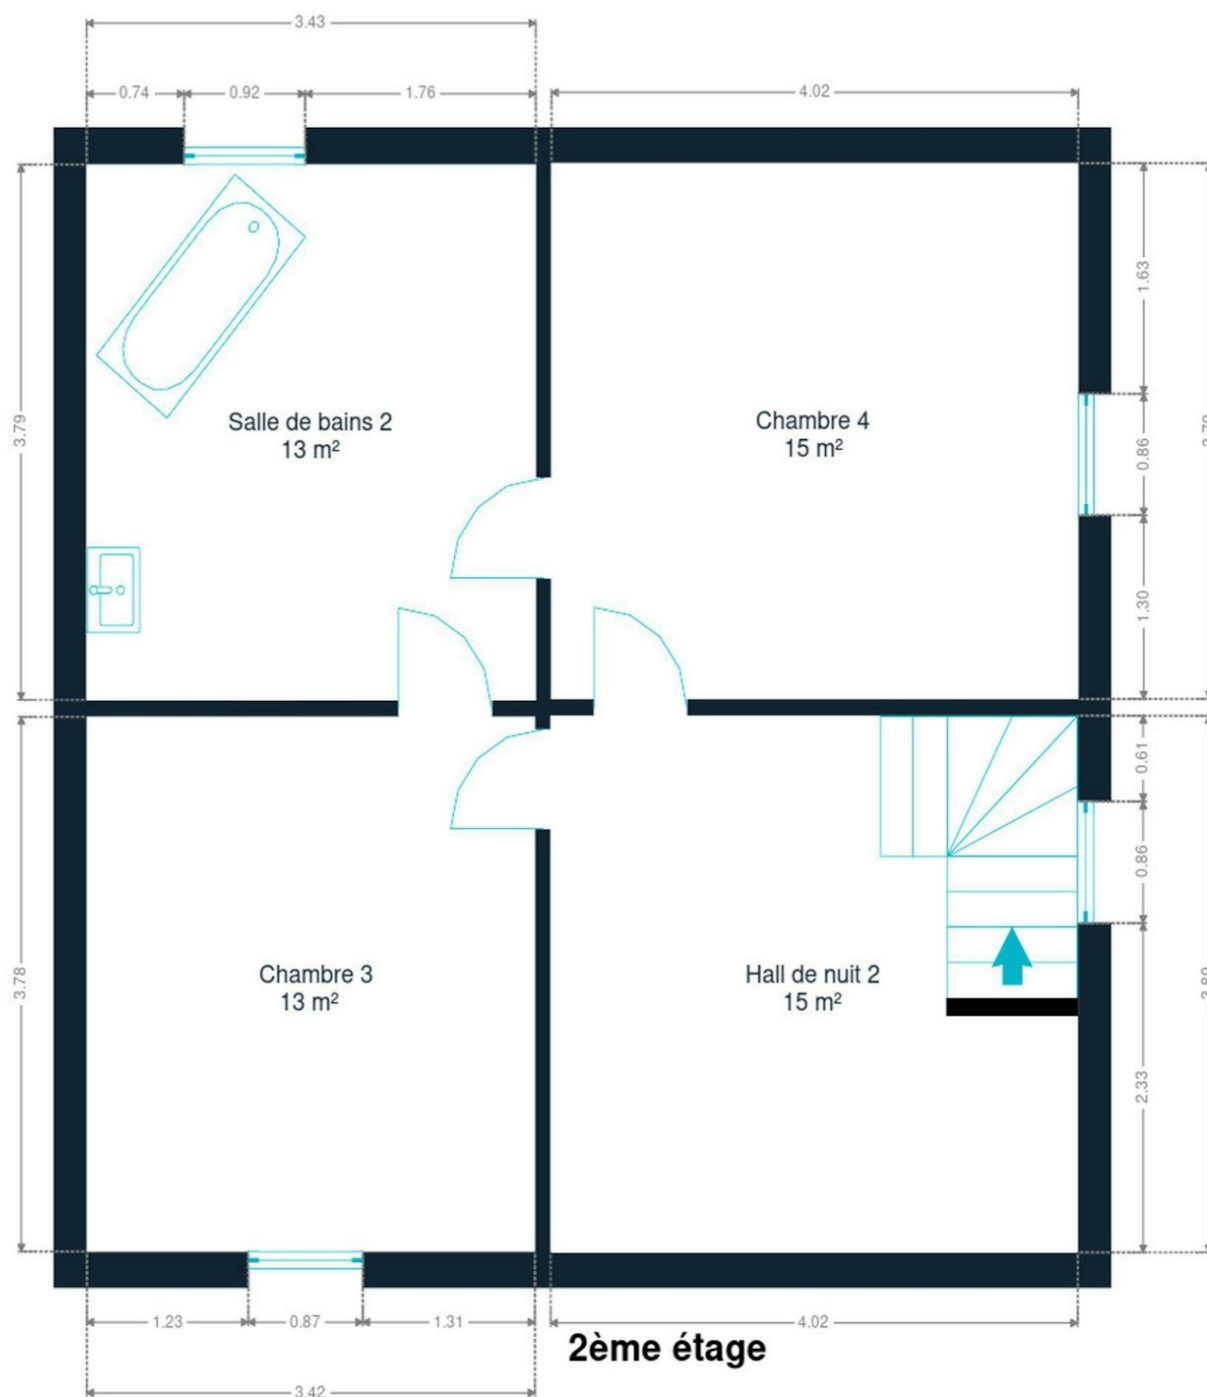 3.43
0.74
0.92
1.76
4.02
1.63
3.79
Salle de bains 2
13 m²
Chambre 4
15 m²
0.86
1.30
0.61
0.86
3.78
Chambre 3
13 m²
Hall de nuit 2
15 m²
2.33
1.23
0.87
1.31
4.02
2ème étage
3.42